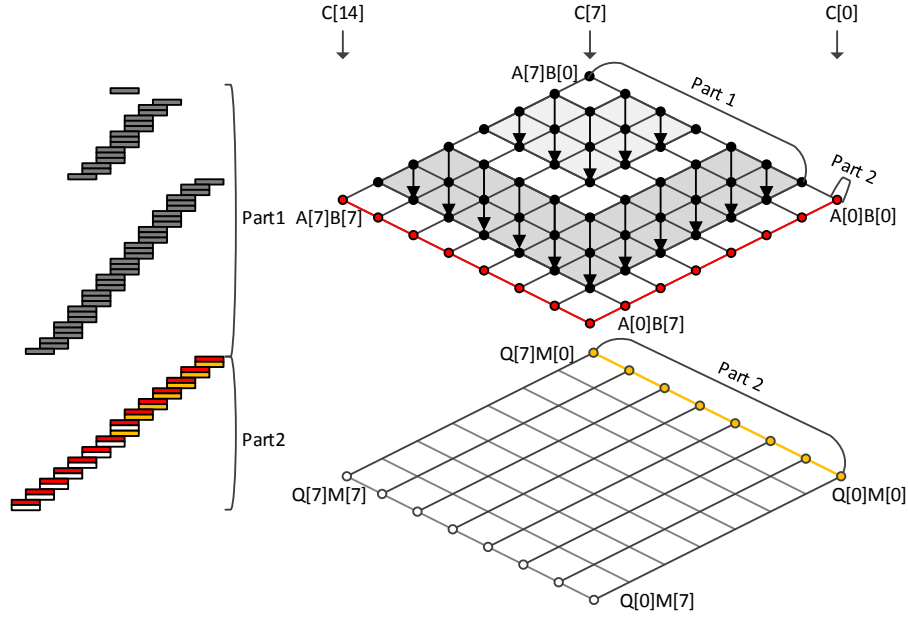 C[14] C[7] C[0]
A[7]B[0]
Part 1
Part 2
Part1
A[7]B[7]
A[0]B[0]
A[0]B[7]
Q[7]M[0]
Part 2
Part2
Q[7]M[7]
Q[0]M[0]
Q[0]M[7]